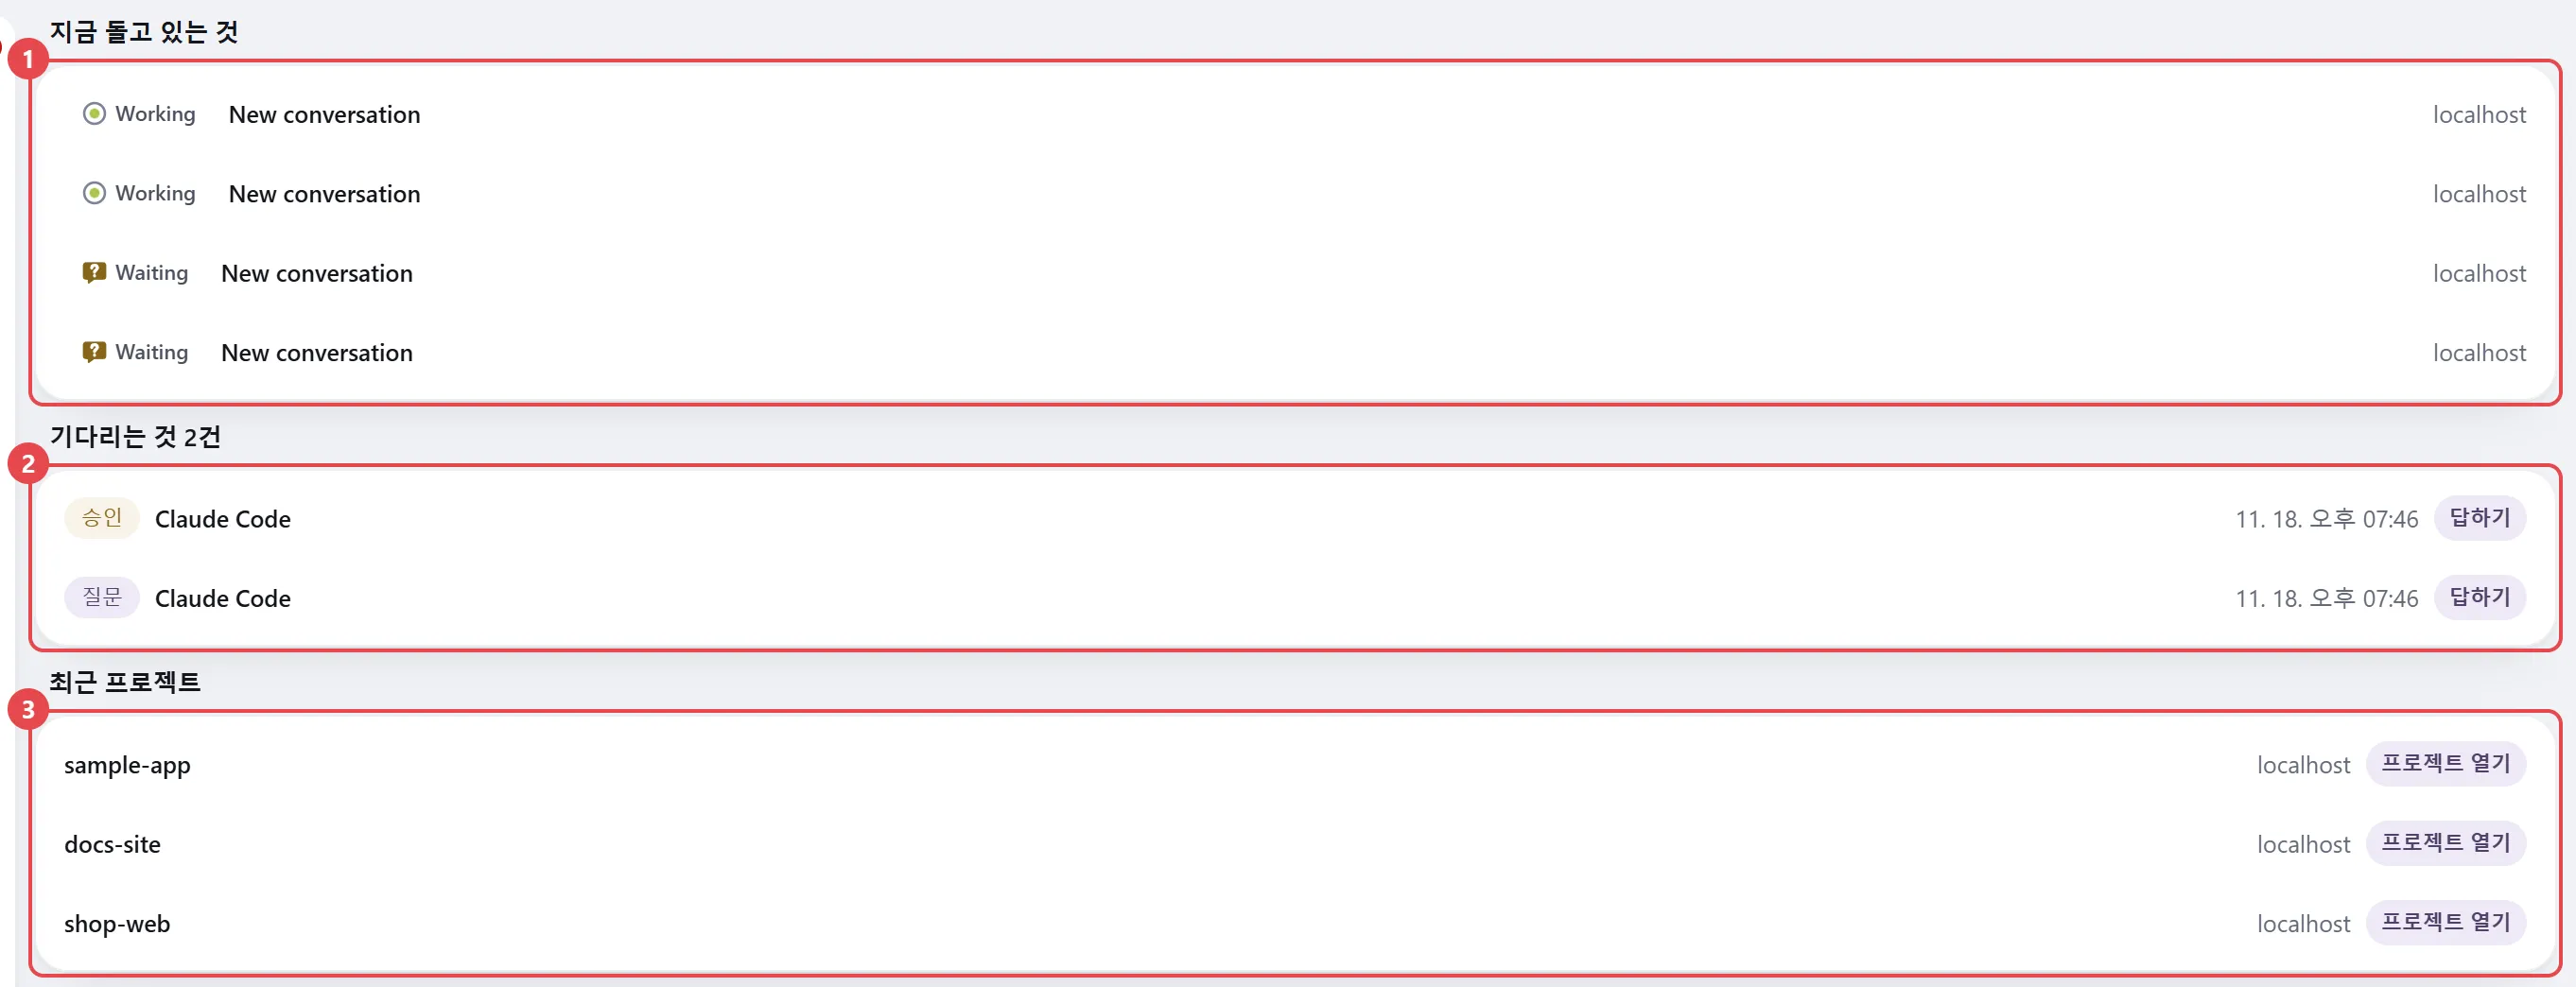 지금 돌고 있는 것
1
Working New conversation localhost
Working New conversation localhost
Waiting New conversation localhost
Waiting New conversation localhost
기다리는 것 2건
2
승인 Claude Code 11. 18. 오후 07:46 답하기
질문 Claude Code 11. 18. 오후 07:46 답하기
최근 프로젝트
3
sample-app localhost 프로젝트 열기
docs-site localhost 프로젝트 열기
shop-web localhost 프로젝트 열기